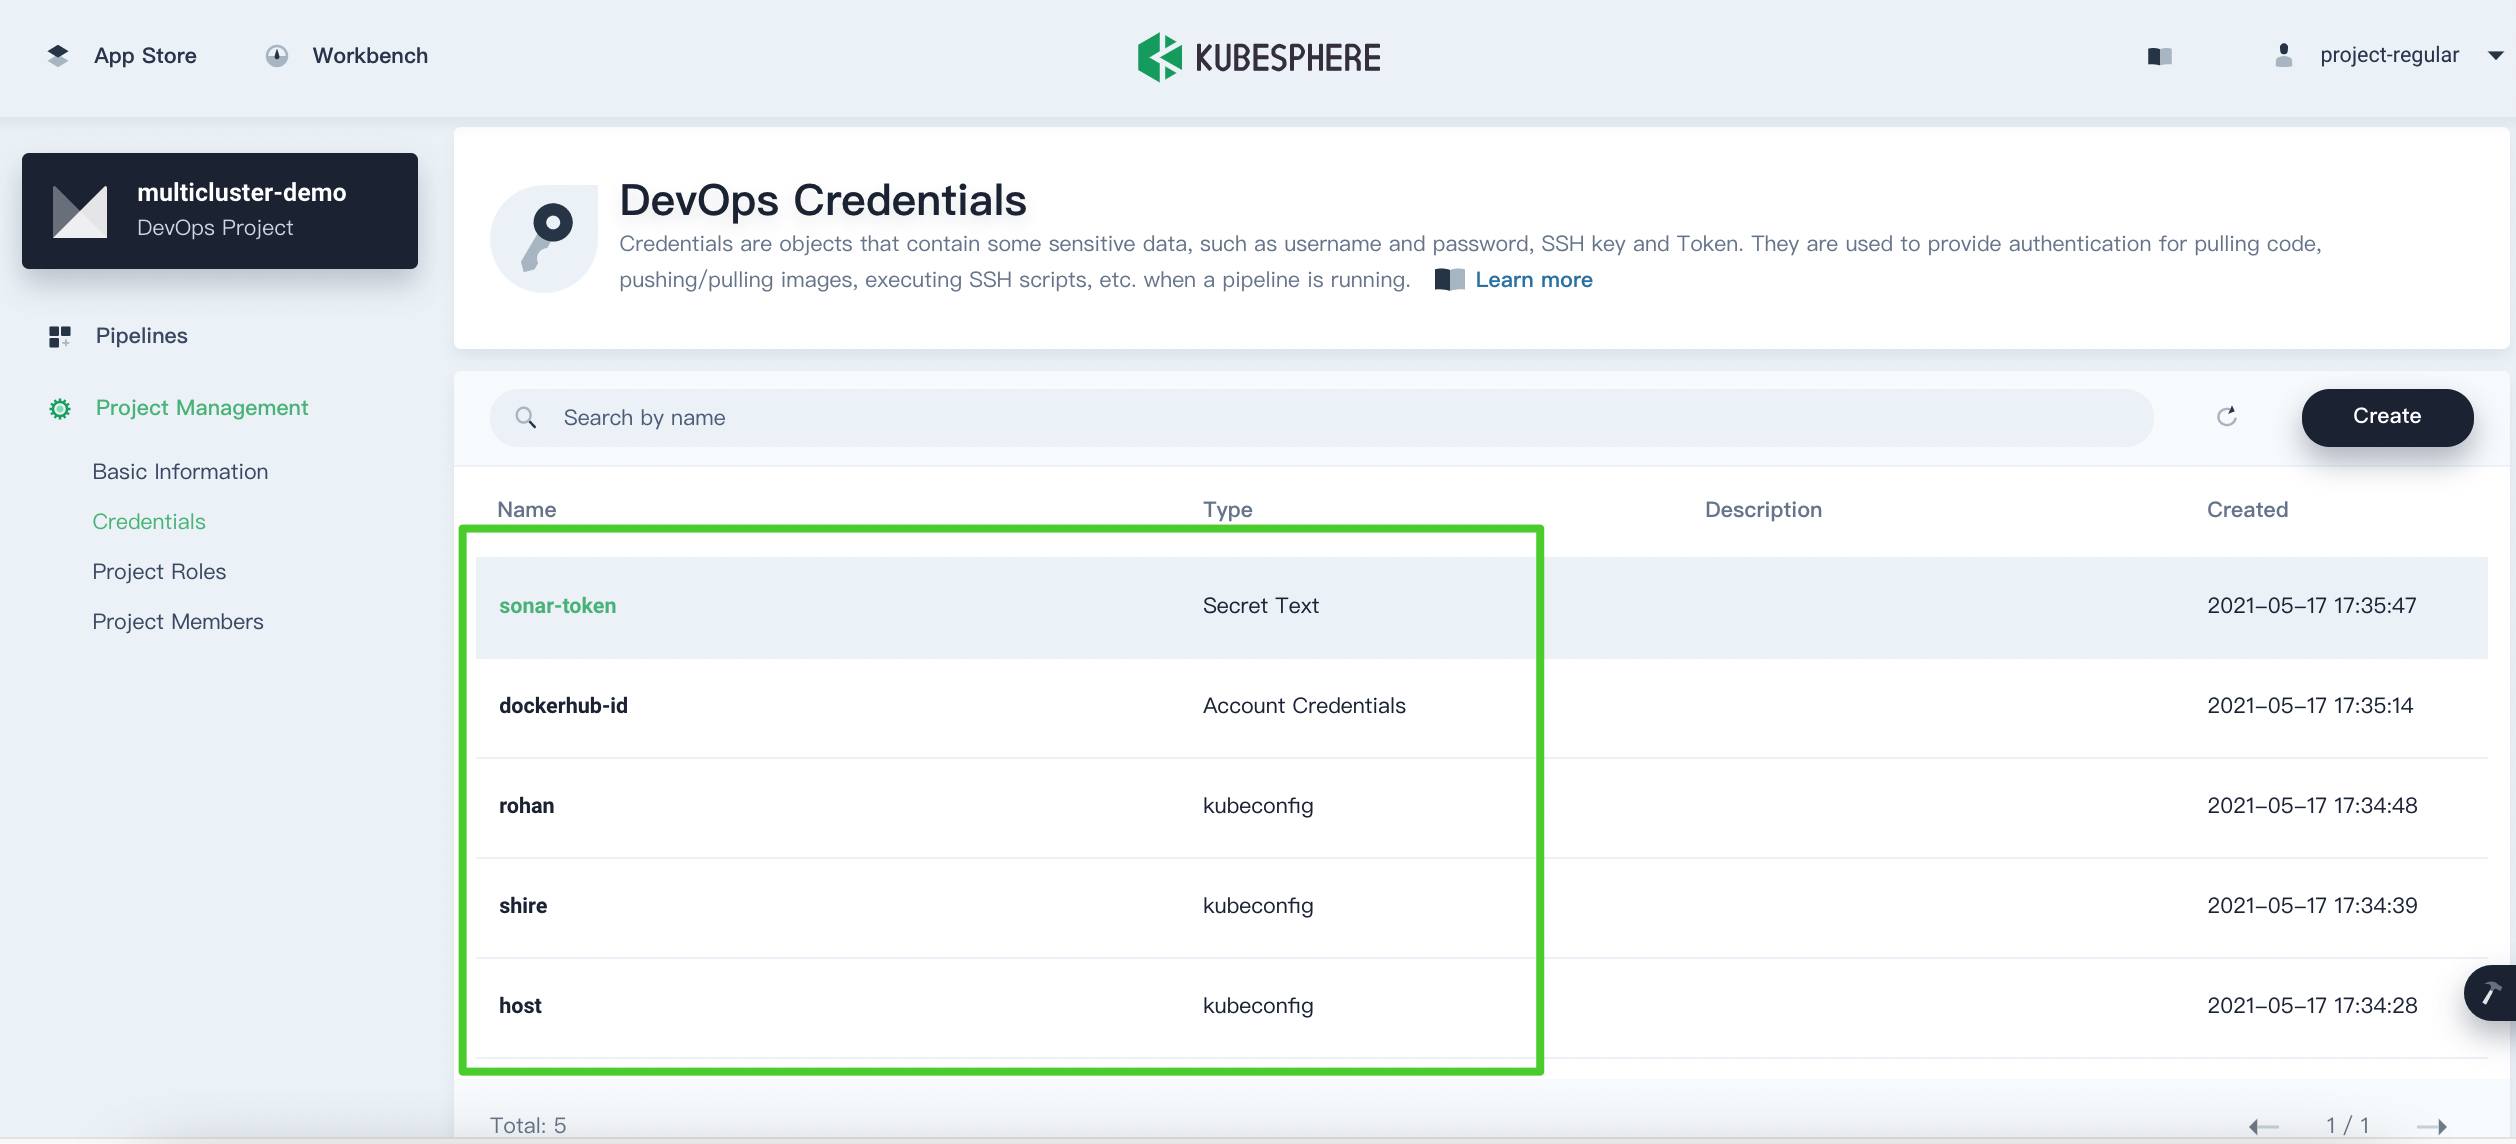 App Store
Workbench
KUBESPHERE
project-regular
multicluster-demo
DevOps Project
Pipelines
Project Management
Basic Information
Credentials
Project Roles
Project Members
DevOps Credentials
Credentials are objects that contain some sensitive data, such as username and password, SSH key and Token. They are used to provide authentication for pulling code,
pushing/pulling images, executing SSH scripts, etc. when a pipeline is running. Learn more
Search by name
Create
Name Type Description Created
sonar-token Secret Text 2021-05-17 17:35:47
dockerhub-id Account Credentials 2021-05-17 17:35:14
rohan kubeconfig 2021-05-17 17:34:48
shire kubeconfig 2021-05-17 17:34:39
host kubeconfig 2021-05-17 17:34:28
Total: 5
1 / 1